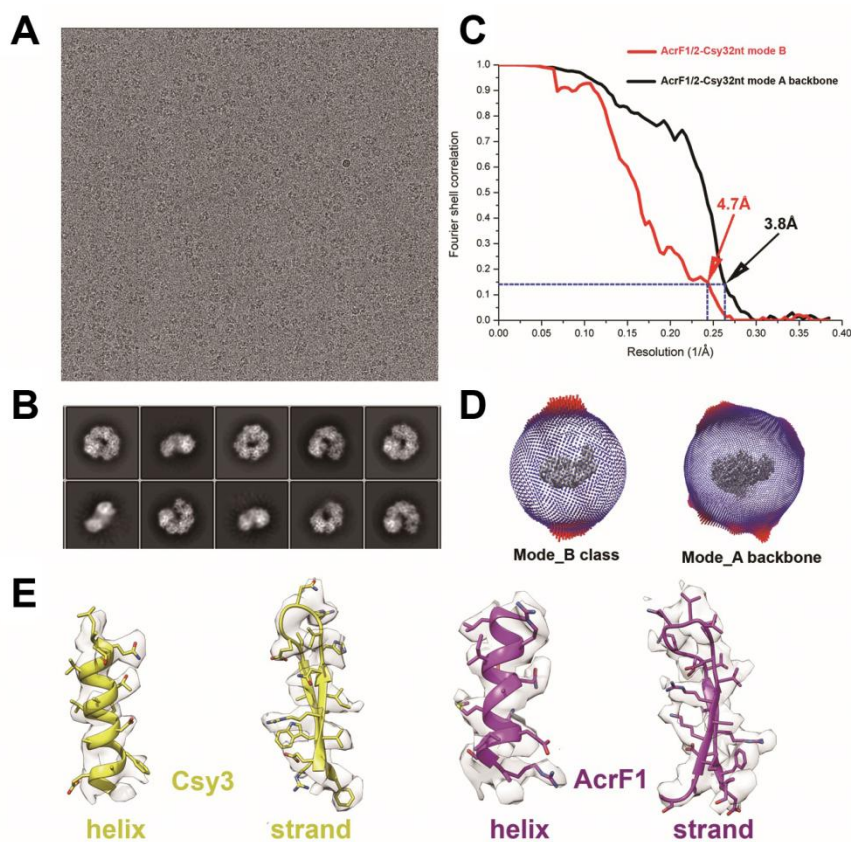 A
C
AcrF1/2-Csy32nt mode B
AcrF1/2-Csy32nt mode A backbone
1.0
0.9
0.8
0.7
0.6
0.5
0.4
0.3
0.2
0.1
0.0
Fourier shell correlation
4.7Å
3.8Å
0.00 0.05 0.10 0.15 0.20 0.25 0.30 0.35 0.40
Resolution (1/Å)
B
D
Mode_B class
Mode_A backbone
E
Csy3
helix
strand
AcrF1
helix
strand